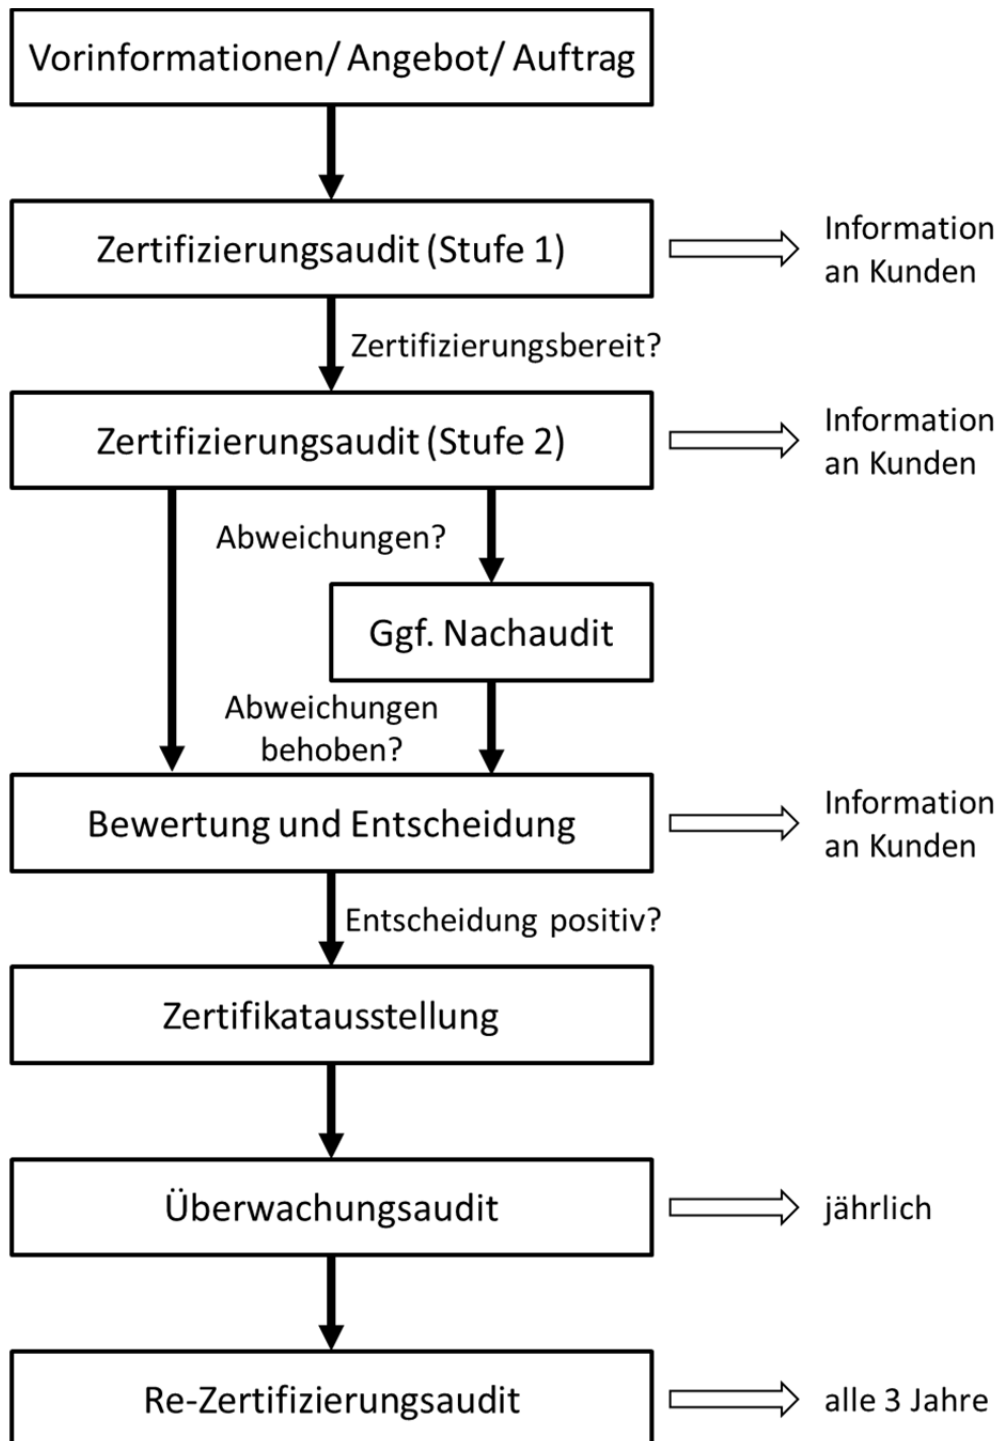 Vorinformationen/ Angebot/ Auftrag
Zertifizierungsaudit (Stufe 1)
Information
an Kunden
Zertifizierungsbereit?
Zertifizierungsaudit (Stufe 2)
Information
an Kunden
Abweichungen?
Ggf. Nachaudit
Abweichungen
behoben?
Bewertung und Entscheidung
Information
an Kunden
Entscheidung positiv?
Zertifikatausstellung
Überwachungsaudit
jährlich
Re-Zertifizierungsaudit
alle 3 Jahre